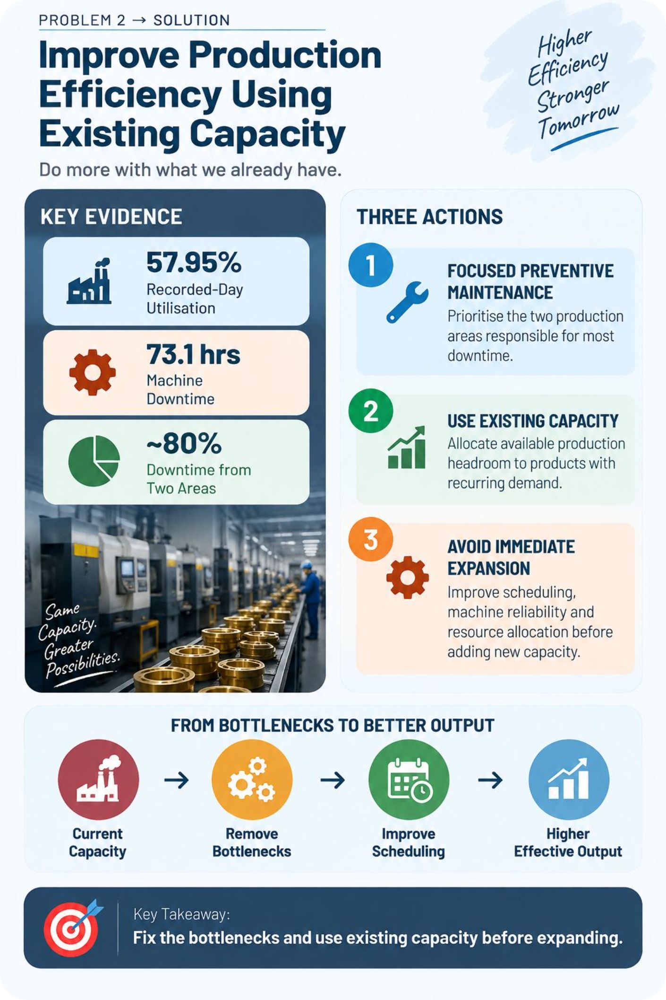 PROBLEM 2 → SOLUTION
Improve Production
Efficiency Using
Existing Capacity
Do more with what we already have.
Higher
Efficiency
Stronger
Tomorrow
KEY EVIDENCE
57.95%
Recorded-Day
Utilisation
73.1 hrs
Machine
Downtime
~80%
Downtime from
Two Areas
Same
Capacity.
Greater
Possibilities.
THREE ACTIONS
1
FOCUSED PREVENTIVE
MAINTENANCE
Prioritise the two production
areas responsible for most
downtime.
2
USE EXISTING CAPACITY
Allocate available production
headroom to products with
recurring demand.
3
AVOID IMMEDIATE
EXPANSION
Improve scheduling,
machine reliability and
resource allocation before
adding new capacity.
FROM BOTTLENECKS TO BETTER OUTPUT
Current
Capacity
Remove
Bottlenecks
Improve
Scheduling
Higher
Effective Output
Key Takeaway:
Fix the bottlenecks and use existing capacity before expanding.